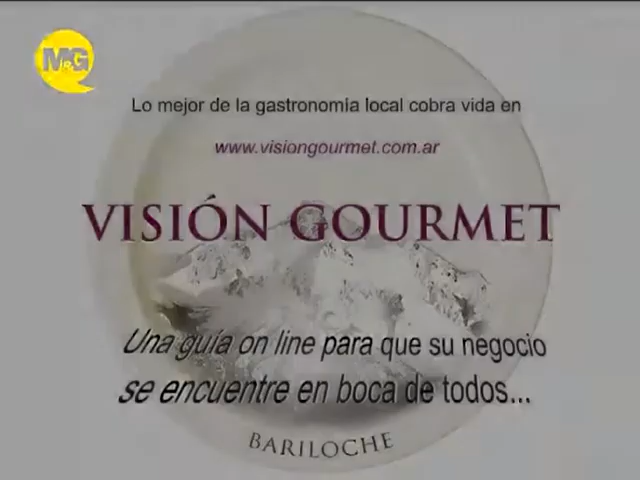 MG
Lo mejor de la gastronomía local cobra vida en
www.visiongourmet.com.ar
VISIÓN GOURMET
Una guía on line para que su negocio
se encuentre en boca de todos...
BARILOCHE